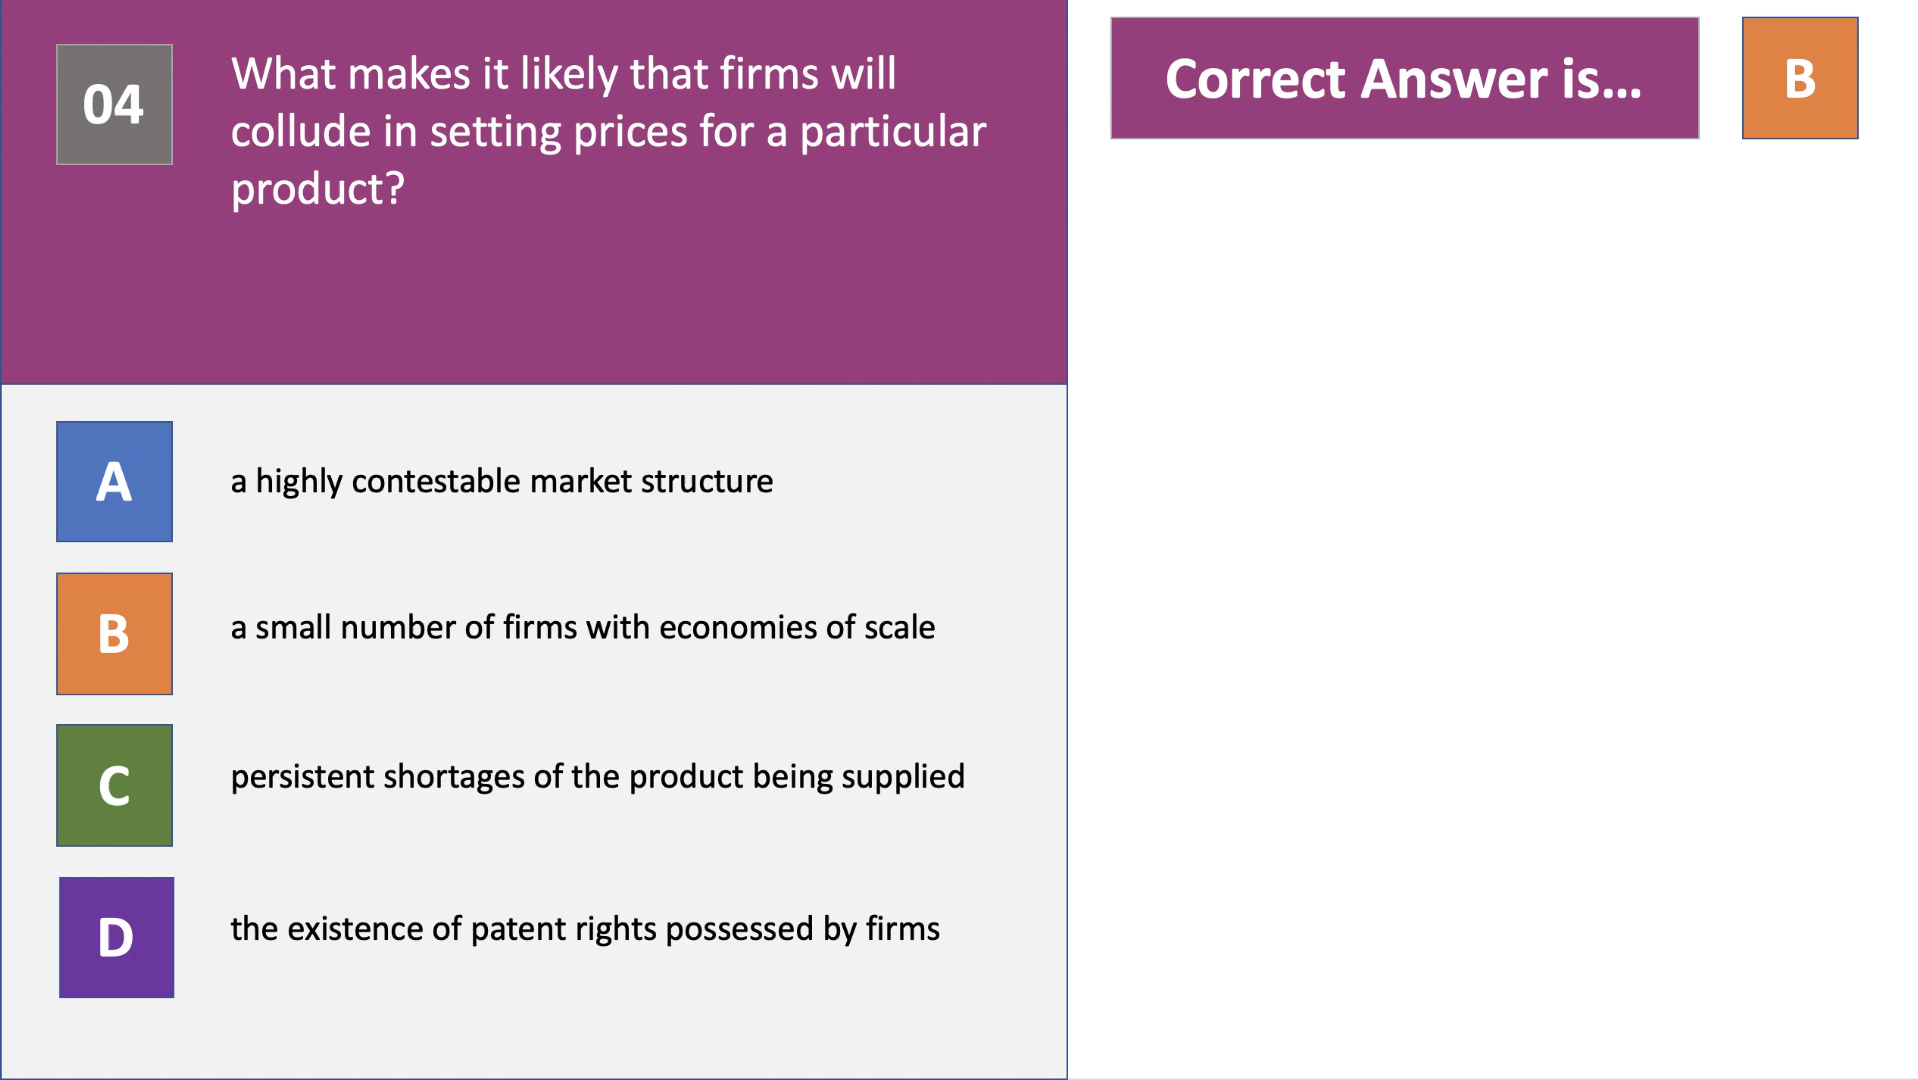 04
What makes it likely that firms will
collude in setting prices for a particular
product?
A
a highly contestable market structure
B
a small number of firms with economies of scale
C
persistent shortages of the product being supplied
D
the existence of patent rights possessed by firms
Correct Answer is...
B